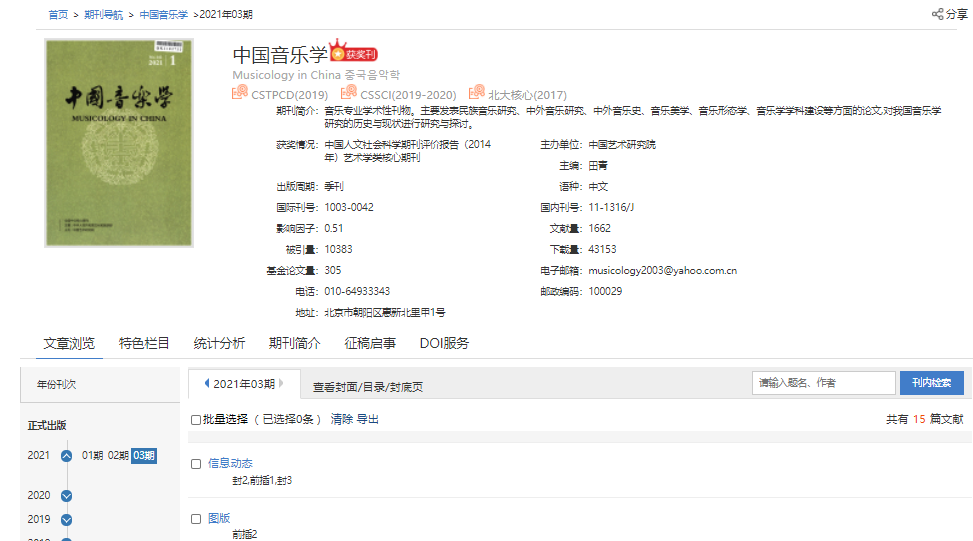 首页 > 期刊导航 > 中国音乐学 >2021年03期
分享
2021 1
中國音乐学
MUSICOLOGY IN CHINA
中国音乐学 获奖刊
Musicology in China 중국음악학
CSTPCD(2019) CSSCI(2019-2020) 北大核心(2017)
期刊简介: 音乐专业学术性刊物。主要发表民族音乐研究、中外音乐研究、中外音乐史、音乐美学、音乐形态学、音乐学学科建设等方面的论文,对我国音乐学
研究的历史与现状进行研究与探讨。
获奖情况: 中国人文社会科学期刊评价报告（2014
年）艺术学类核心期刊
主办单位: 中国艺术研究院
主编: 田青
出版周期: 季刊
语种: 中文
国际刊号: 1003-0042
国内刊号: 11-1316/J
影响因子: 0.51
文献量: 1662
被引量: 10383
下载量: 43153
基金论文量: 305
电子邮箱: musicology2003@yahoo.com.cn
电话: 010-64933343
邮政编码: 100029
地址: 北京市朝阳区惠新北里甲1号
文章浏览 特色栏目 统计分析 期刊简介 征稿启事 DOI服务
年份刊次
2021年03期
查看封面/目录/封底页
请输入题名、作者
刊内检索
批量选择 （ 已选择0条 ） 清除 导出
共有 15 篇文献
正式出版
2021 01期 02期 03期
信息动态
封2,前插1,封3
2020
2019
图版
前插2